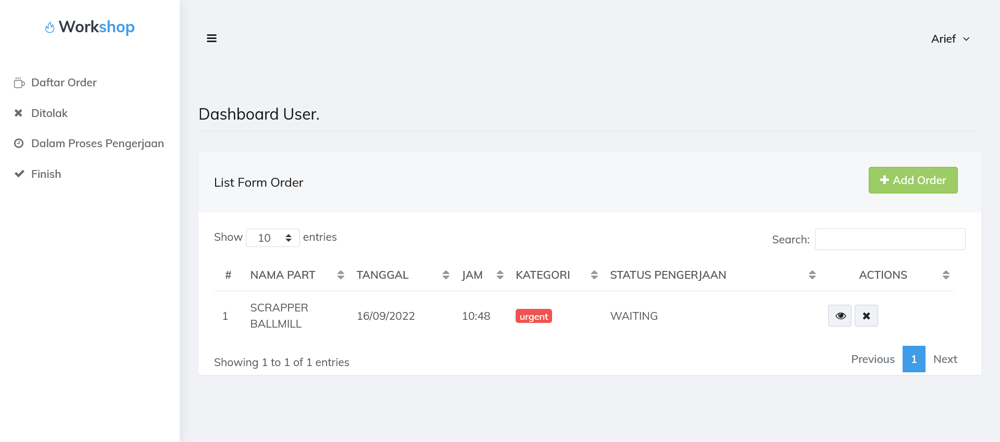 Workshop
Arief
Daftar Order
Ditolak
Dalam Proses Pengerjaan
Finish
Dashboard User.
List Form Order
Add Order
Show 10 entries
Search:
# NAMA PART TANGGAL JAM KATEGORI STATUS PENGERJAAN ACTIONS
1 SCRAPPER BALLMILL 16/09/2022 10:48 urgent WAITING
Showing 1 to 1 of 1 entries
Previous 1 Next